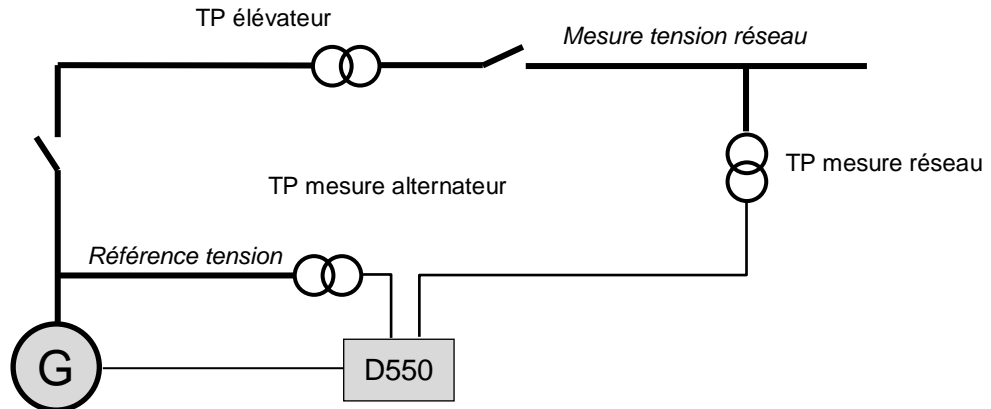 TP élévateur
Mesure tension réseau
TP mesure réseau
TP mesure alternateur
Référence tension
G
D550